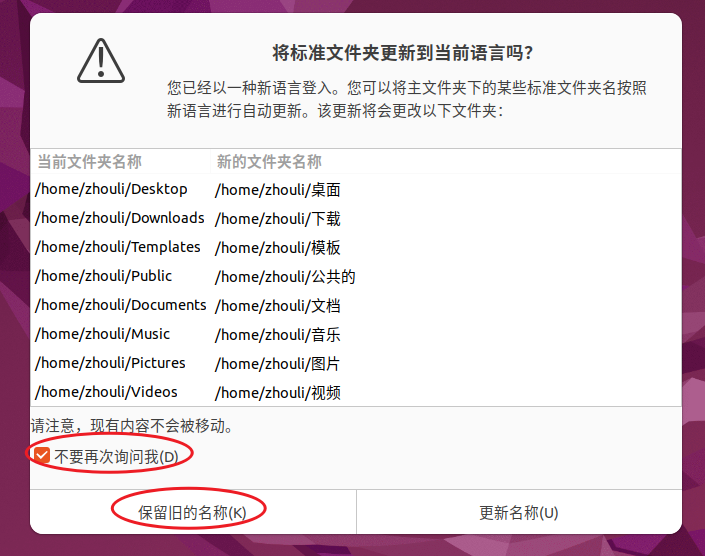 将标准文件夹更新到当前语言吗？
您已经以一种新语言登入。您可以将主文件夹下的某些标准文件夹名按照
新语言进行自动更新。该更新将会更改以下文件夹：
当前文件夹名称 新的文件夹名称
/home/zhouli/Desktop /home/zhouli/桌面
/home/zhouli/Downloads /home/zhouli/下载
/home/zhouli/Templates /home/zhouli/模板
/home/zhouli/Public /home/zhouli/公共的
/home/zhouli/Documents /home/zhouli/文档
/home/zhouli/Music /home/zhouli/音乐
/home/zhouli/Pictures /home/zhouli/图片
/home/zhouli/Videos /home/zhouli/视频
请注意，现有内容不会被移动。
不要再次询问我(D)
保留旧的名称(K) 更新名称(U)